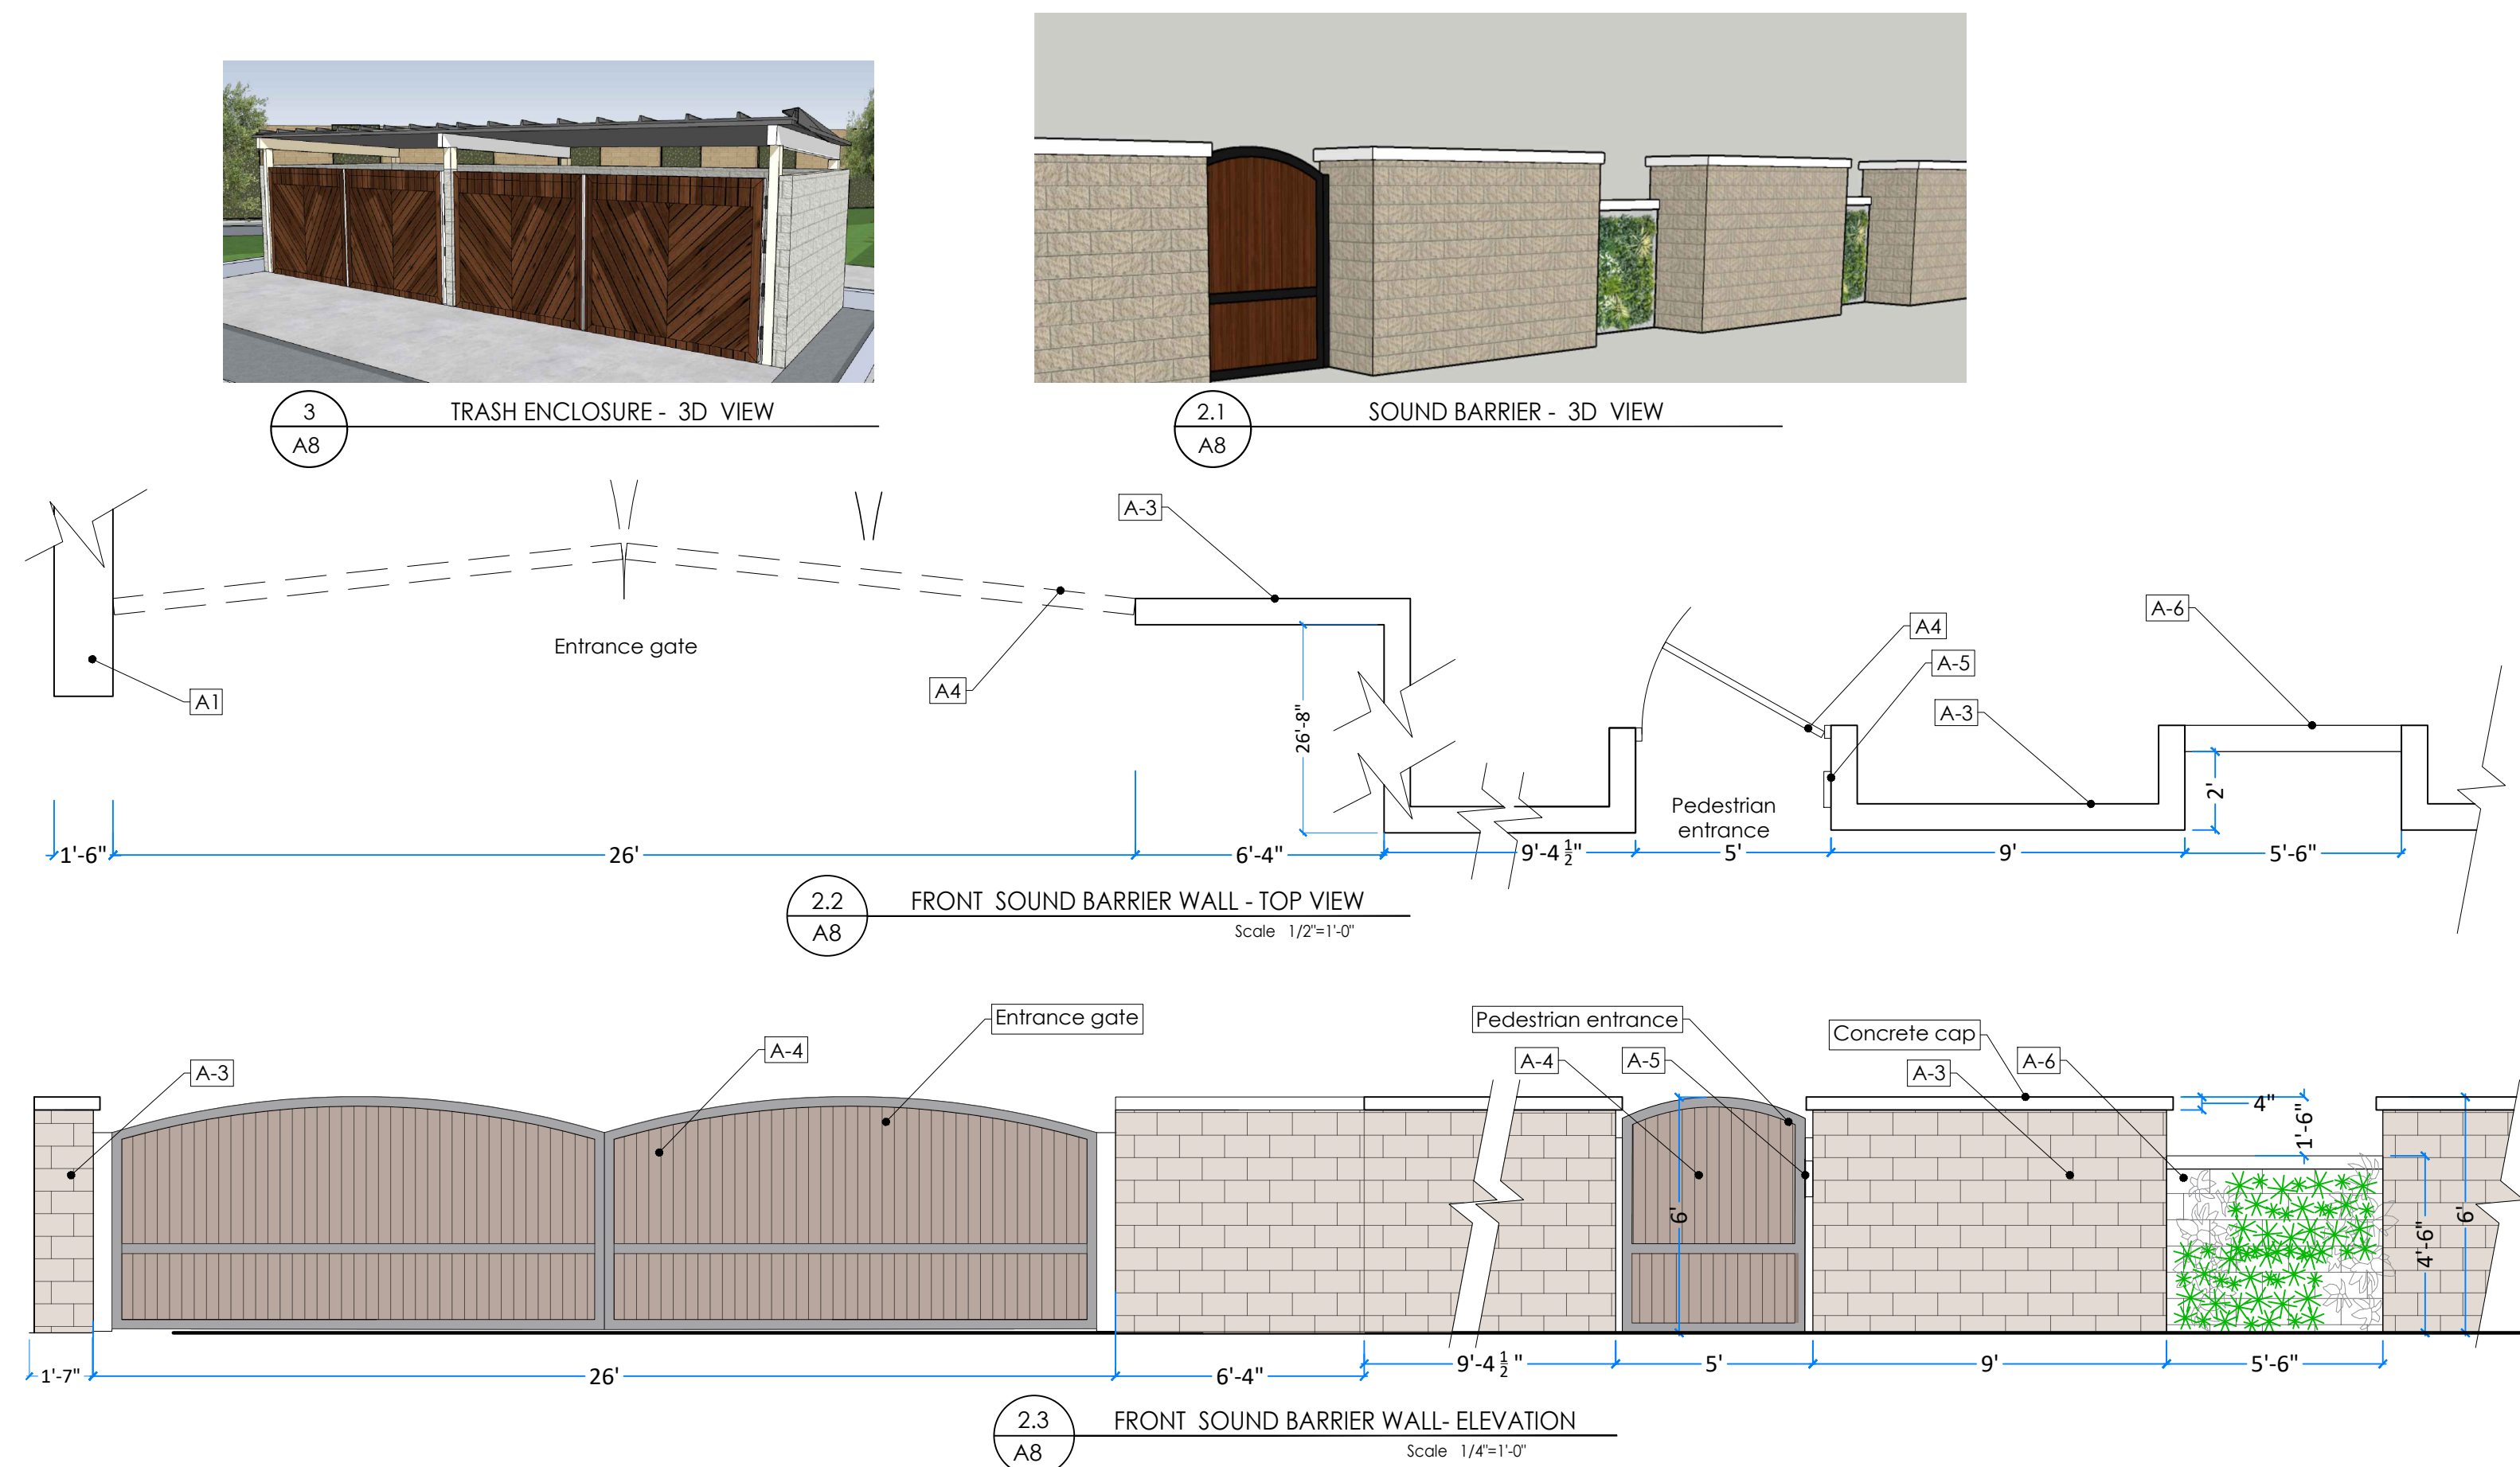 3
A8
TRASH ENCLOSURE - 3D VIEW
2.1
A8
SOUND BARRIER - 3D VIEW
A-3
A-6
A4
Entrance gate
A-5
A4
A1
A-3
26'-8"
2'
Pedestrian
entrance
1'-6"
26'
6'-4"
9'-4 ½"
5'
9'
5'-6"
2.2
A8
FRONT SOUND BARRIER WALL - TOP VIEW
Scale 1/2"=1'-0"
Entrance gate
Pedestrian entrance
Concrete cap
A-3
A-4
A-4
A-5
A-3
A-6
4"
1'-6"
6'
4'-6"
6'
1'-7"
26'
6'-4"
9'-4 ½"
5'
9'
5'-6"
2.3
A8
FRONT SOUND BARRIER WALL- ELEVATION
Scale 1/4"=1'-0"